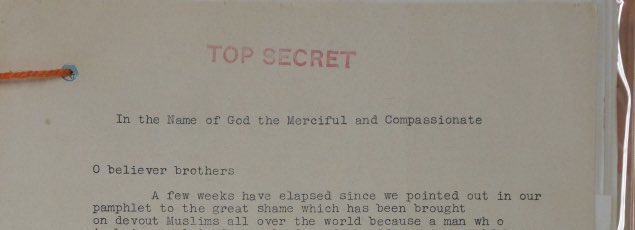 TOP SECRET
In the Name of God the Merciful and Compassionate
O believer brothers
A few weeks have elapsed since we pointed out in our
pamphlet to the great shame which has been brought
on devout Muslims all over the world because a man wh o